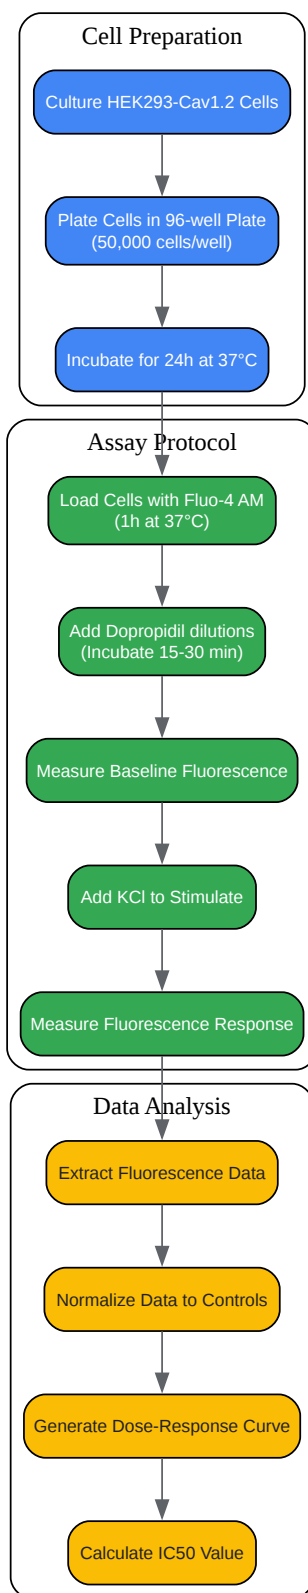 Cell Preparation
Culture HEK293-Cav1.2 Cells
Plate Cells in 96-well Plate
(50,000 cells/well)
Incubate for 24h at 37°C
Assay Protocol
Load Cells with Fluo-4 AM
(1h at 37°C)
Add Dopropidil dilutions
(Incubate 15-30 min)
Measure Baseline Fluorescence
Add KCl to Stimulate
Measure Fluorescence Response
Data Analysis
Extract Fluorescence Data
Normalize Data to Controls
Generate Dose-Response Curve
Calculate IC50 Value